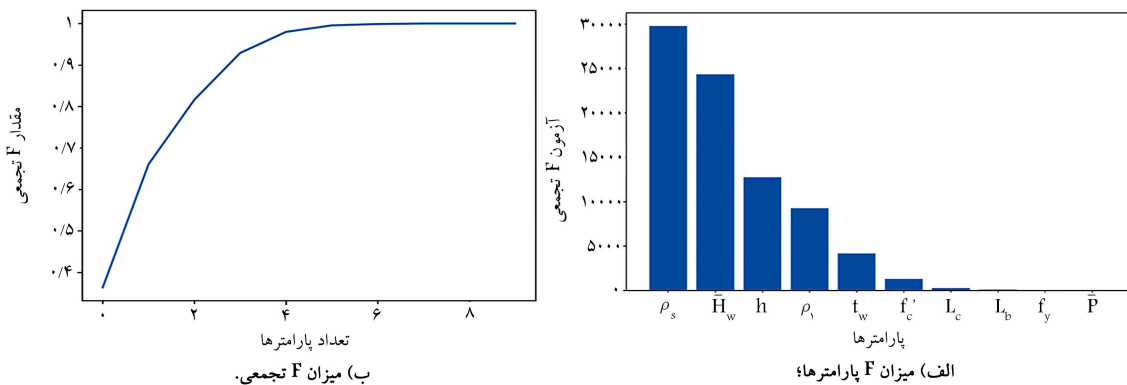 آزمون F تجمعی
۳۰۰۰۰
۲۵۰۰۰
۲۰۰۰۰
۱۵۰۰۰
۱۰۰۰۰
۵۰۰۰
۰
ρₛ H̄w h ρ۱ tw f'c Lc Lb fy P̄
پارامترها
الف) میزان F پارامترها؛
مقدار F تجمعی
۱
۰/۹
۰/۸
۰/۷
۰/۶
۰/۵
۰/۴
۰ ۲ ۴ ۶ ۸
تعداد پارامترها
ب) میزان F تجمعی.